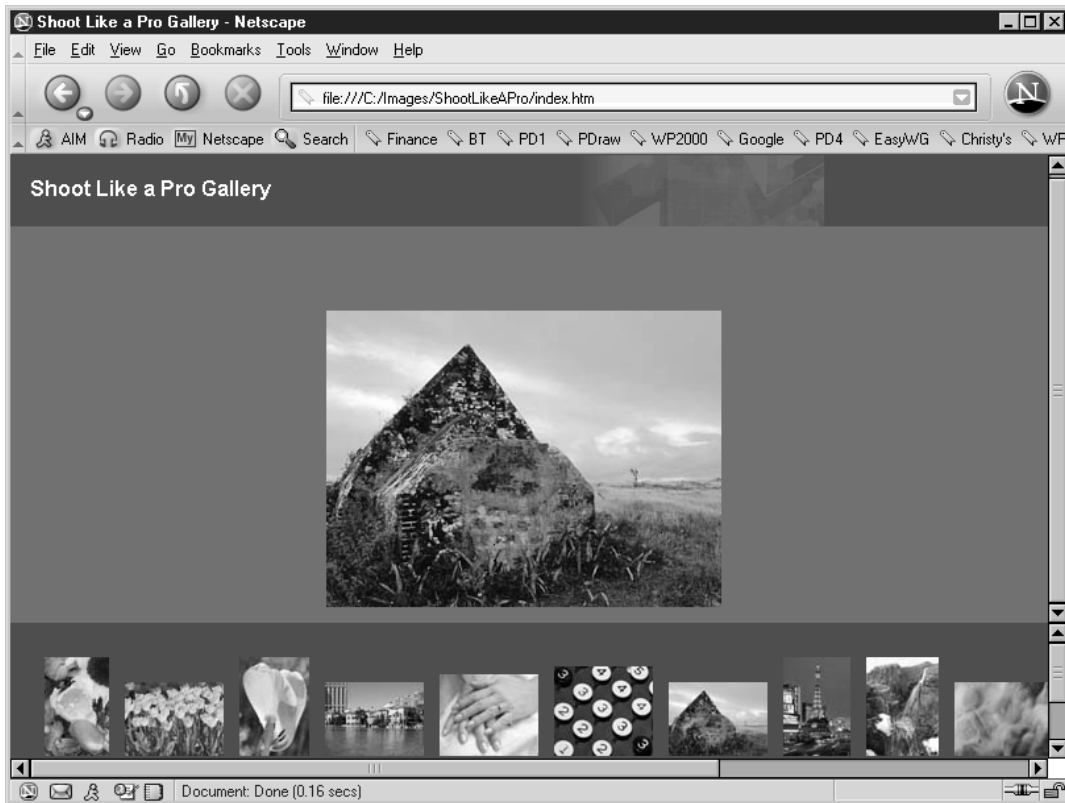 Shoot Like a Pro Gallery - Netscape
File Edit View Go Bookmarks Tools Window Help
file:///C:/Images/ShootLikeAPro/index.htm
N
AIM Radio My Netscape Search Finance BT PD1 PDraw WP2000 Google PD4 EasyWG Christy's WF
Shoot Like a Pro Gallery
Document: Done (0.16 secs)